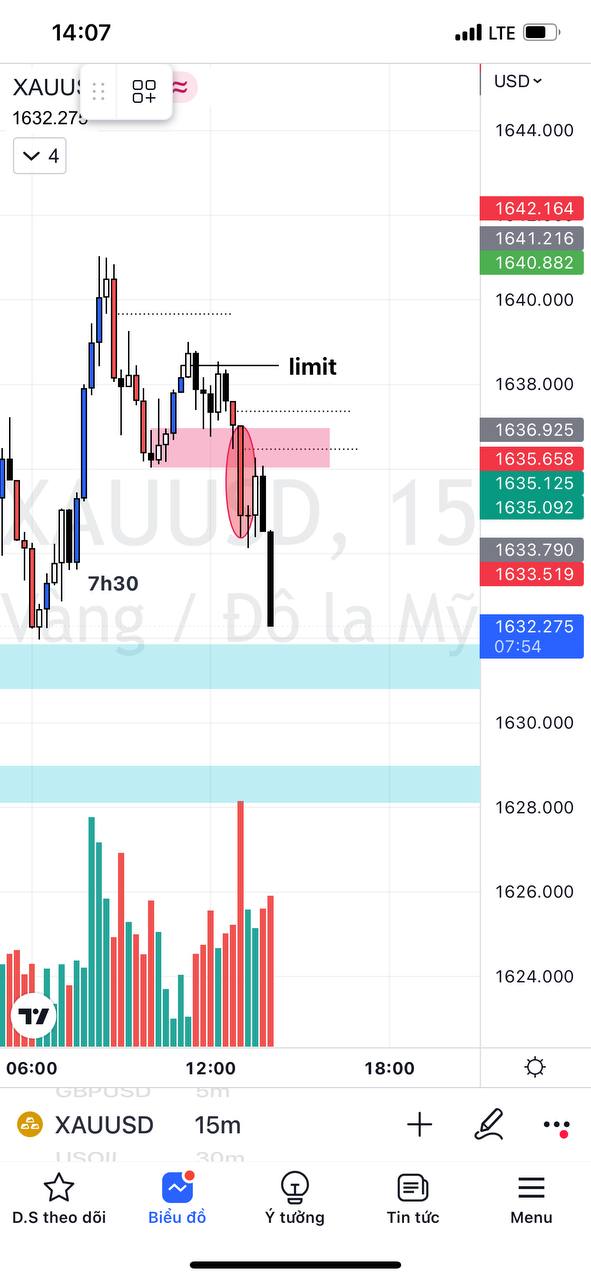 14:07
LTE
XAUUS
USD
1632.275
4
1644.000
1642.164
1641.216
1640.882
1640.000
limit
1638.000
1636.925
1635.658
1635.125
1635.092
XAUUSD, 15
1633.790
1633.519
7h30
Vàng / Đô la Mỹ
1632.275
07:54
1630.000
1628.000
1626.000
1624.000
06:00 12:00 18:00
GBPUSD 5m
XAUUSD 15m
USOIL 30m
D.S theo dõi Biểu đồ Ý tưởng Tin tức Menu